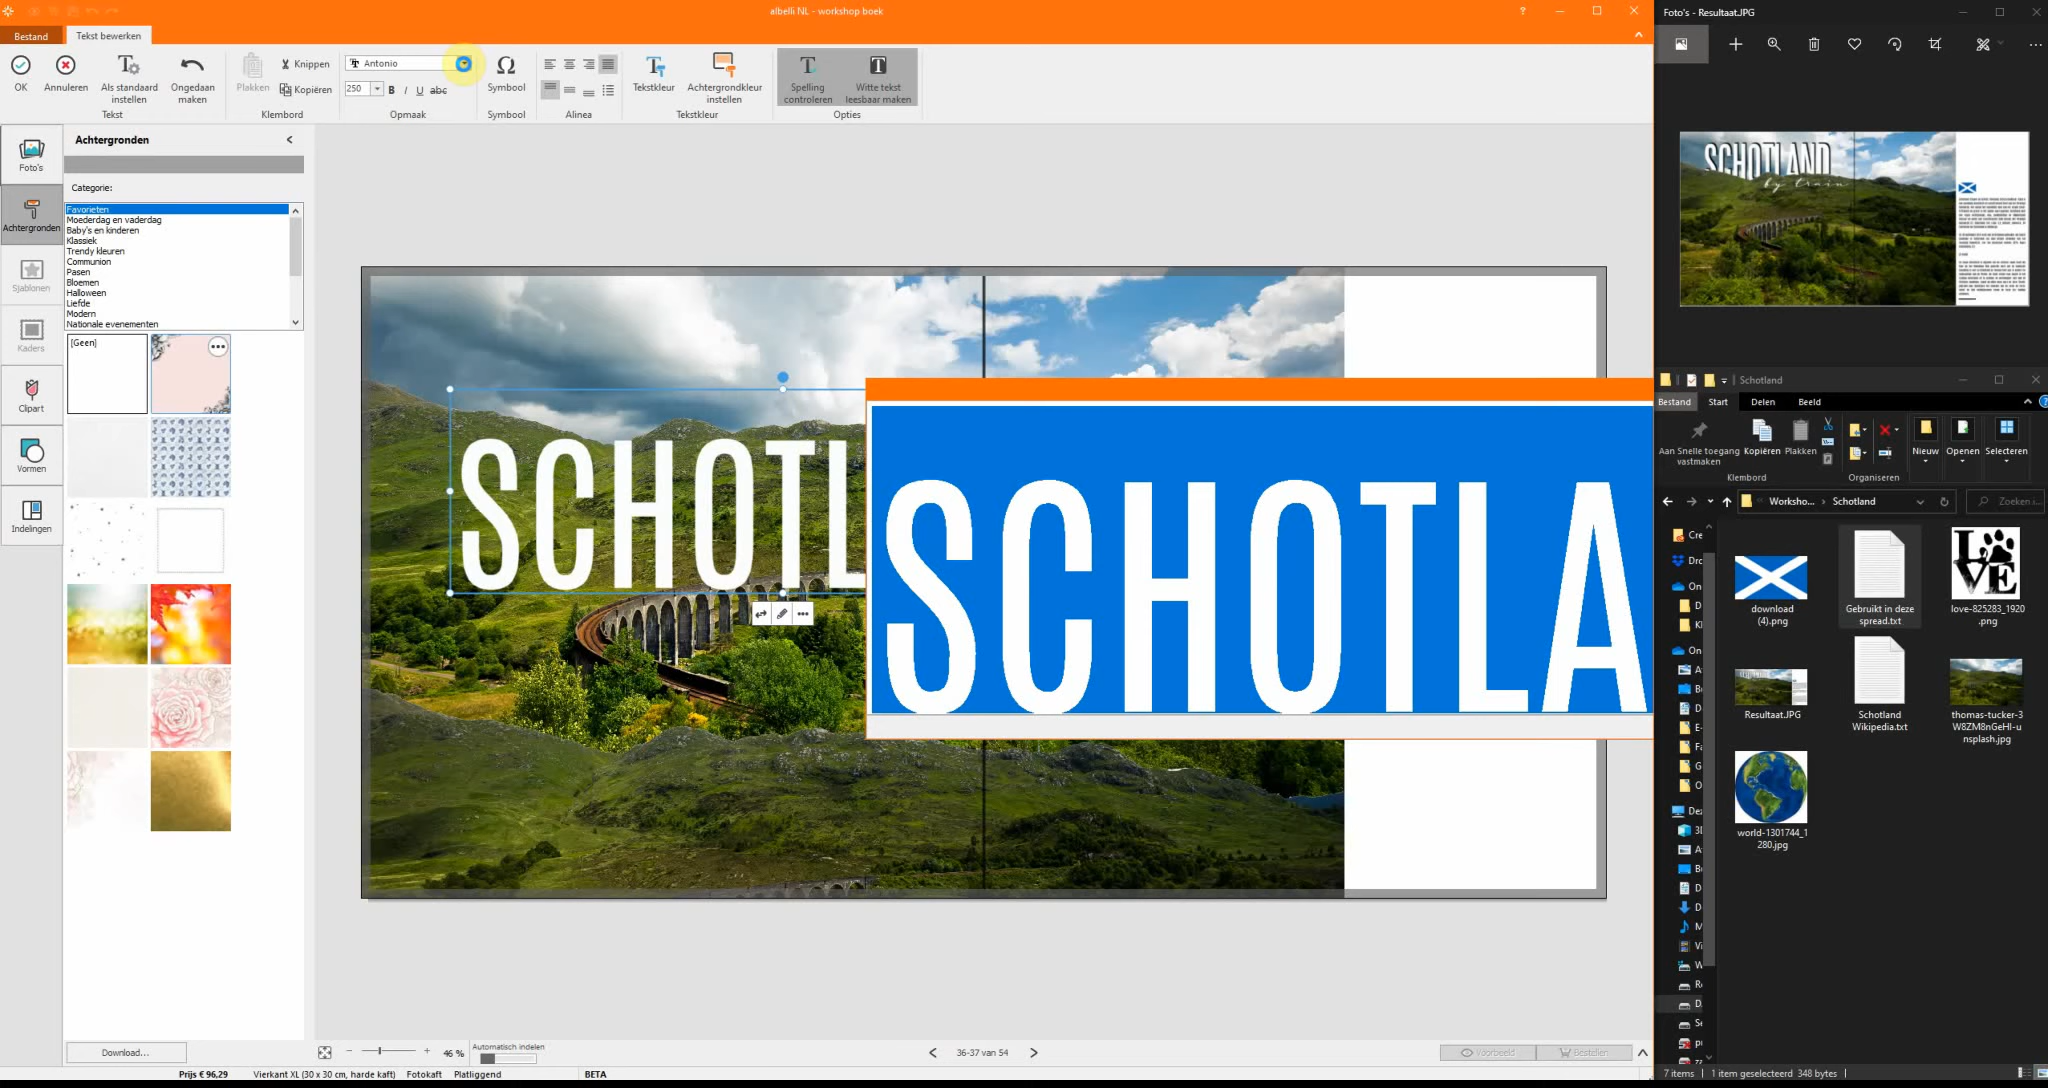 albelli NL - workshop boek
Bestand
Tekst bewerken
OK
Annuleren
Als standaard instellen
Ongedaan maken
Tekst
Plakken
Knippen
Kopiëren
Klembord
Antonio
250
B I U abc
Opmaak
Symbool
Symbool
Alinea
Tekstkleur
Achtergrondkleur instellen
Tekstkleur
Spelling controleren
Witte tekst leesbaar maken
Opties
Foto's
Achtergronden
Sjablonen
Kaders
Clipart
Vormen
Indelingen
Achtergronden
Categorie:
Favorieten
Moederdag en vaderdag
Baby's en kinderen
Klassiek
Trendy kleuren
Communion
Pasen
Bloemen
Halloween
Liefde
Modern
Nationale evenementen
[Geen]
Download...
SCHOTL
SCHOTLA
46 %
Automatisch indelen
36-37 van 54
Voorbeeld
Bestellen
Prijs € 96,29
Vierkant XL (30 x 30 cm, harde kaft)
Fotokaft
Platliggend
BETA
Foto's - Resultaat.JPG
SCHOTLAND
by train
Schotland
Bestand
Start
Delen
Beeld
Aan Snelle toegang vastmaken
Kopiëren
Plakken
Klembord
Organiseren
Nieuw
Openen
Selecteren
Worksho...
Schotland
Zoeken i...
download (4).png
Gebruikt in deze spread.txt
LOVE
love-825283_1920.png
Resultaat.JPG
Schotland Wikipedia.txt
thomas-tucker-3W8ZM8nGeHI-unsplash.jpg
world-1301744_1280.jpg
7 items
1 item geselecteerd 348 bytes